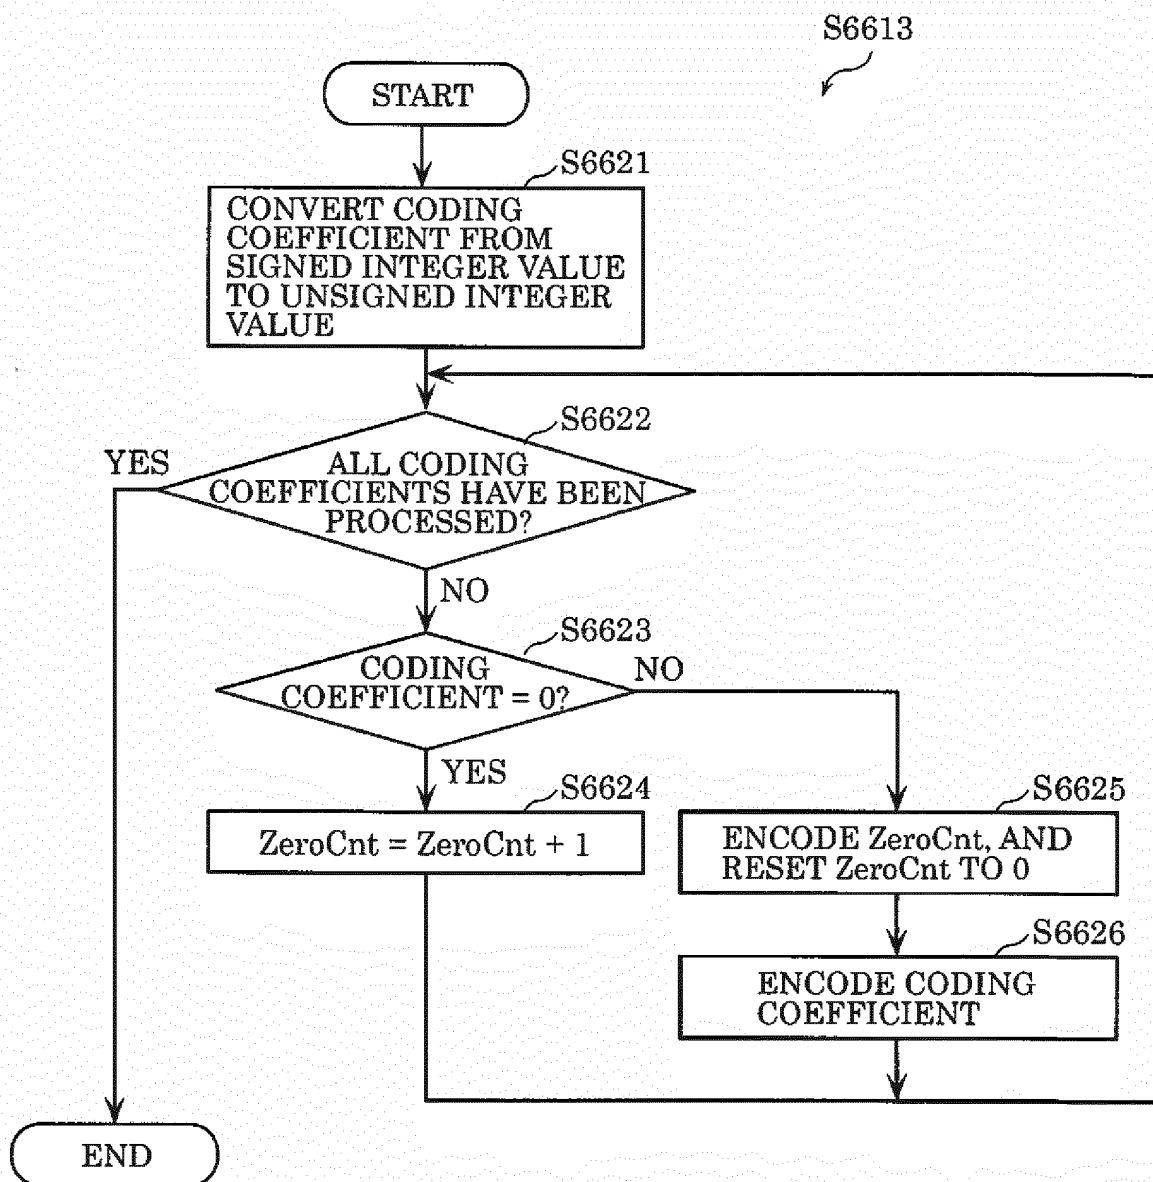 S6613
START
S6621
CONVERT CODING
COEFFICIENT FROM
SIGNED INTEGER VALUE
TO UNSIGNED INTEGER
VALUE
S6622
YES
ALL CODING
COEFFICIENTS HAVE BEEN
PROCESSED?
NO
S6623
CODING
COEFFICIENT = 0?
NO
YES
S6624
ZeroCnt = ZeroCnt + 1
S6625
ENCODE ZeroCnt, AND
RESET ZeroCnt TO 0
S6626
ENCODE CODING
COEFFICIENT
END